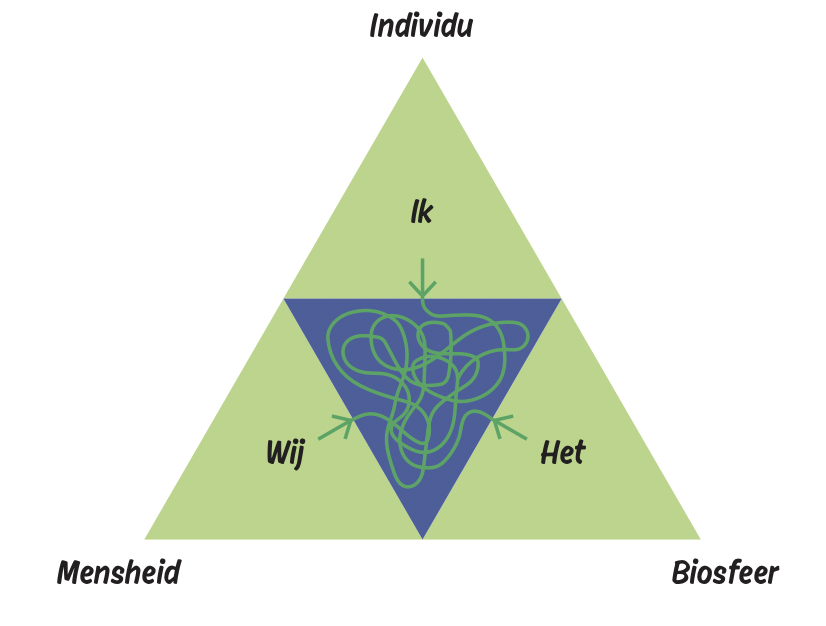 Individu
Ik
Wij
Het
Mensheid
Biosfeer